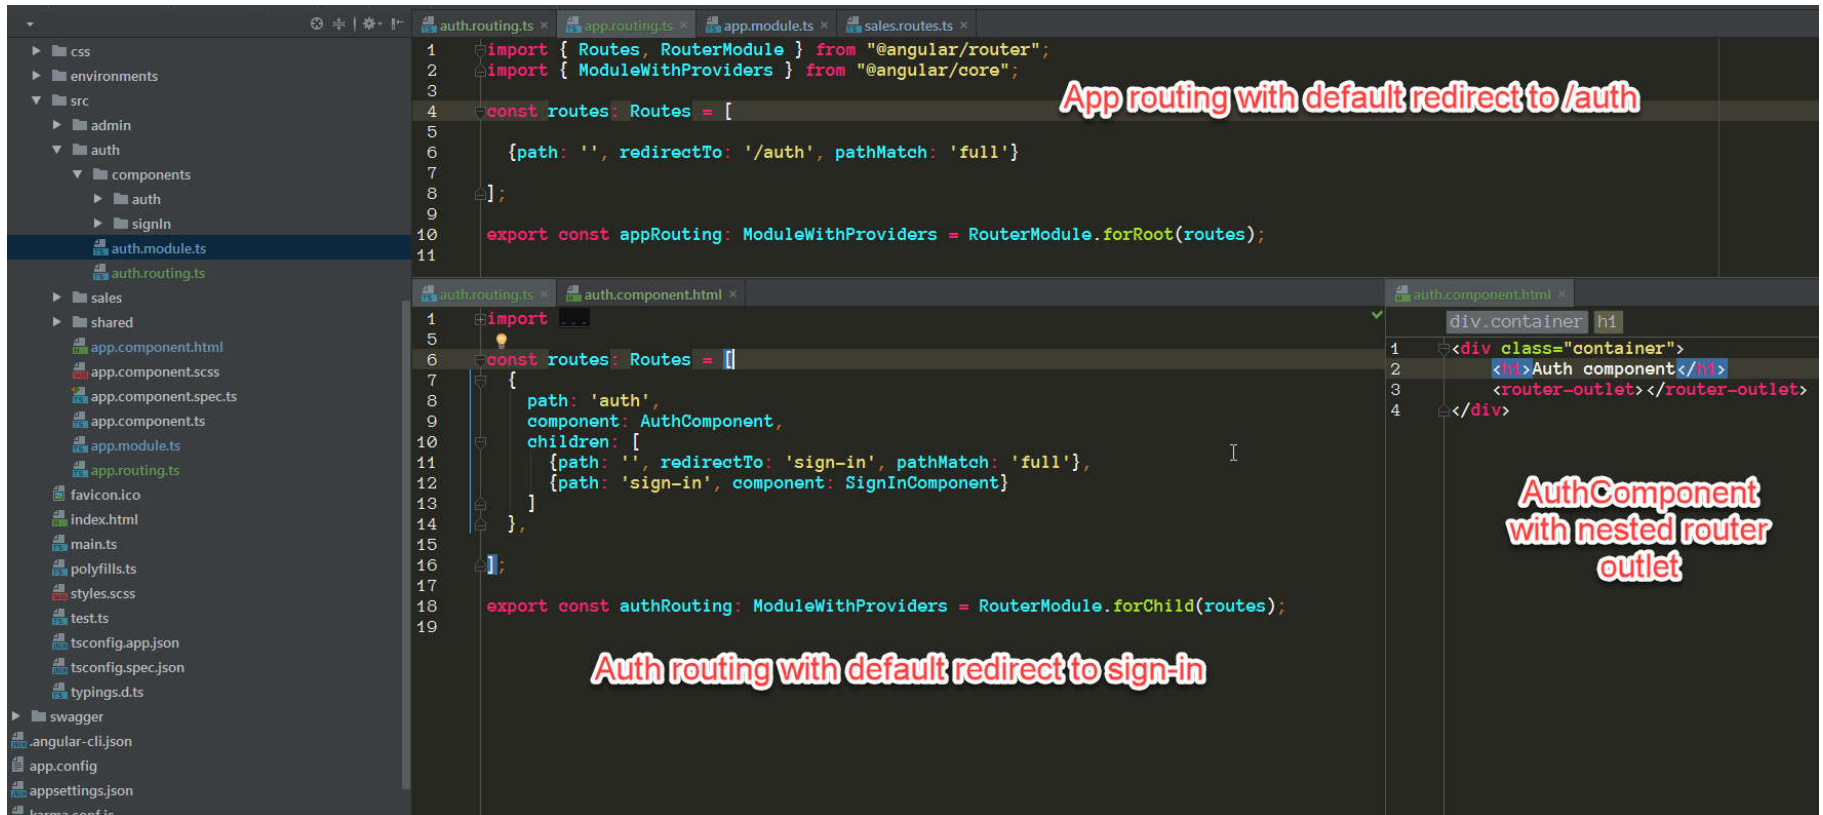 css
environments
src
admin
auth
components
auth
signIn
auth.module.ts
auth.routing.ts
sales
shared
app.component.html
app.component.scss
app.component.spec.ts
app.component.ts
app.module.ts
app.routing.ts
favicon.ico
index.html
main.ts
polyfills.ts
styles.scss
test.ts
tsconfig.app.json
tsconfig.spec.json
typings.d.ts
swagger
.angular-cli.json
app.config
appsettings.json
karma.conf.js
auth.routing.ts × app.routing.ts × app.module.ts × sales.routes.ts ×
1 import { Routes, RouterModule } from "@angular/router";
2 import { ModuleWithProviders } from "@angular/core";
3
4 const routes: Routes = [
5
6 {path: '', redirectTo: '/auth', pathMatch: 'full'}
7
8 ];
9
10 export const appRouting: ModuleWithProviders = RouterModule.forRoot(routes);
11
App routing with default redirect to /auth
auth.routing.ts × auth.component.html ×
1 import ...
5
6 const routes: Routes = [
7 {
8 path: 'auth',
9 component: AuthComponent,
10 children: [
11 {path: '', redirectTo: 'sign-in', pathMatch: 'full'},
12 {path: 'sign-in', component: SignInComponent}
13 ]
14 },
15
16 ];
17
18 export const authRouting: ModuleWithProviders = RouterModule.forChild(routes);
19
Auth routing with default redirect to sign-in
auth.component.html ×
div.container h1
1 <div class="container">
2 <h1>Auth component</h1>
3 <router-outlet></router-outlet>
4 </div>
AuthComponent
with nested router
outlet